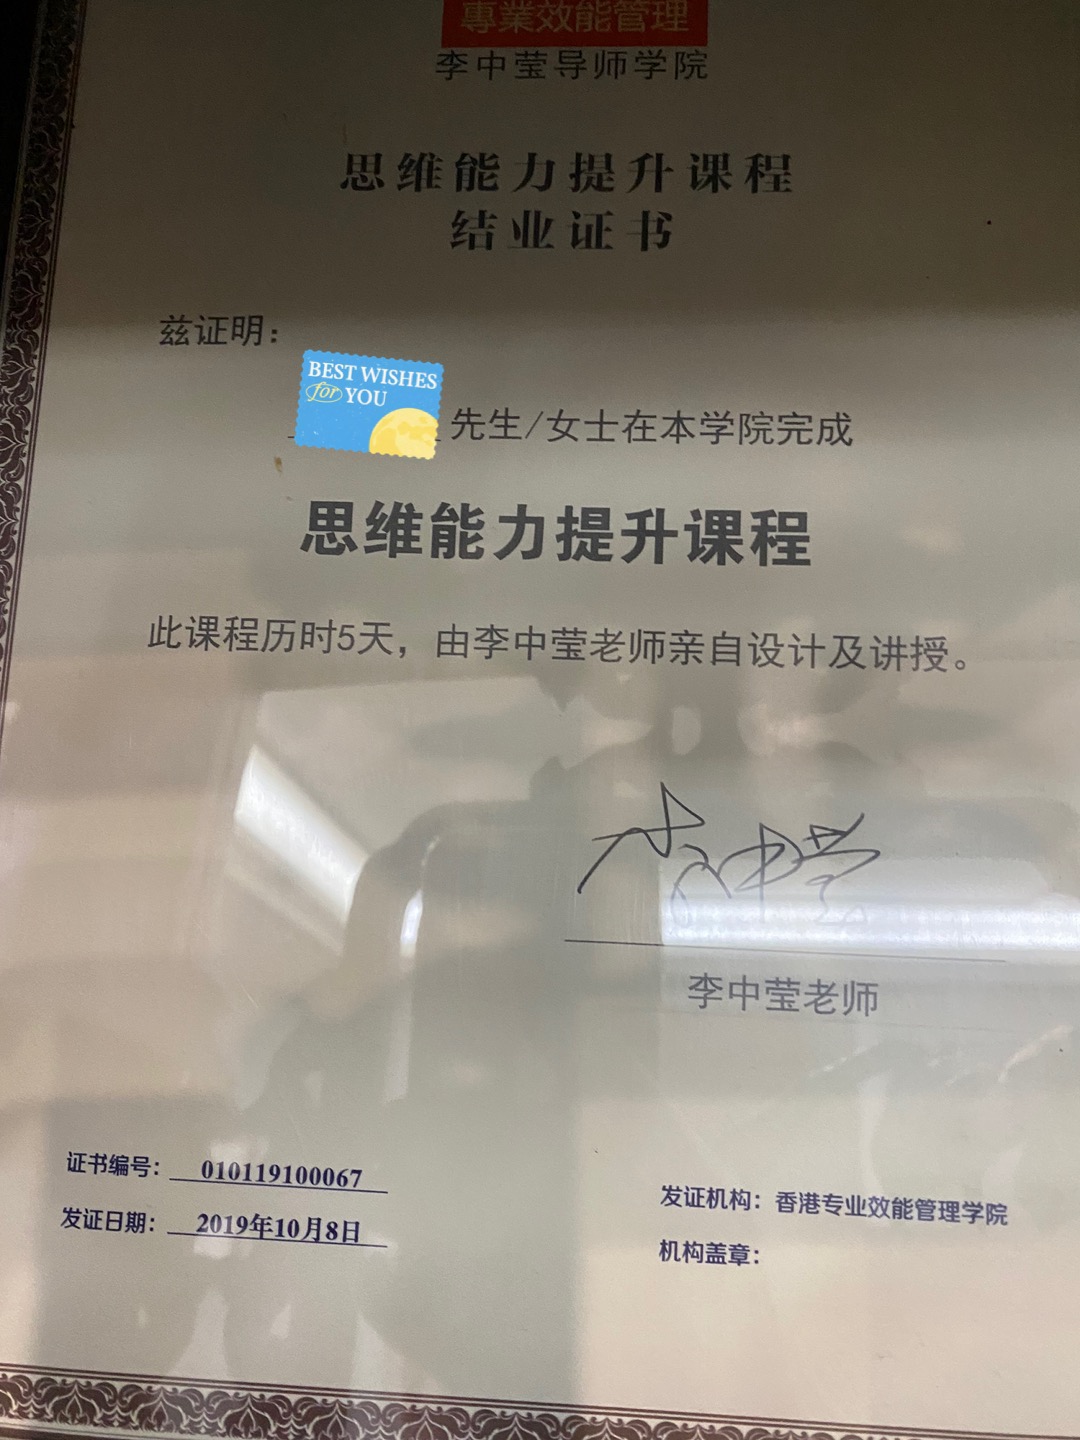 專業效能管理
李中莹导师学院
思维能力提升课程
结业证书
兹证明：
BEST WISHES
for YOU
先生/女士在本学院完成
思维能力提升课程
此课程历时5天，由李中莹老师亲自设计及讲授。
李中莹
李中莹老师
证书编号： 010119100067
发证日期： 2019年10月8日
发证机构：香港专业效能管理学院
机构盖章：